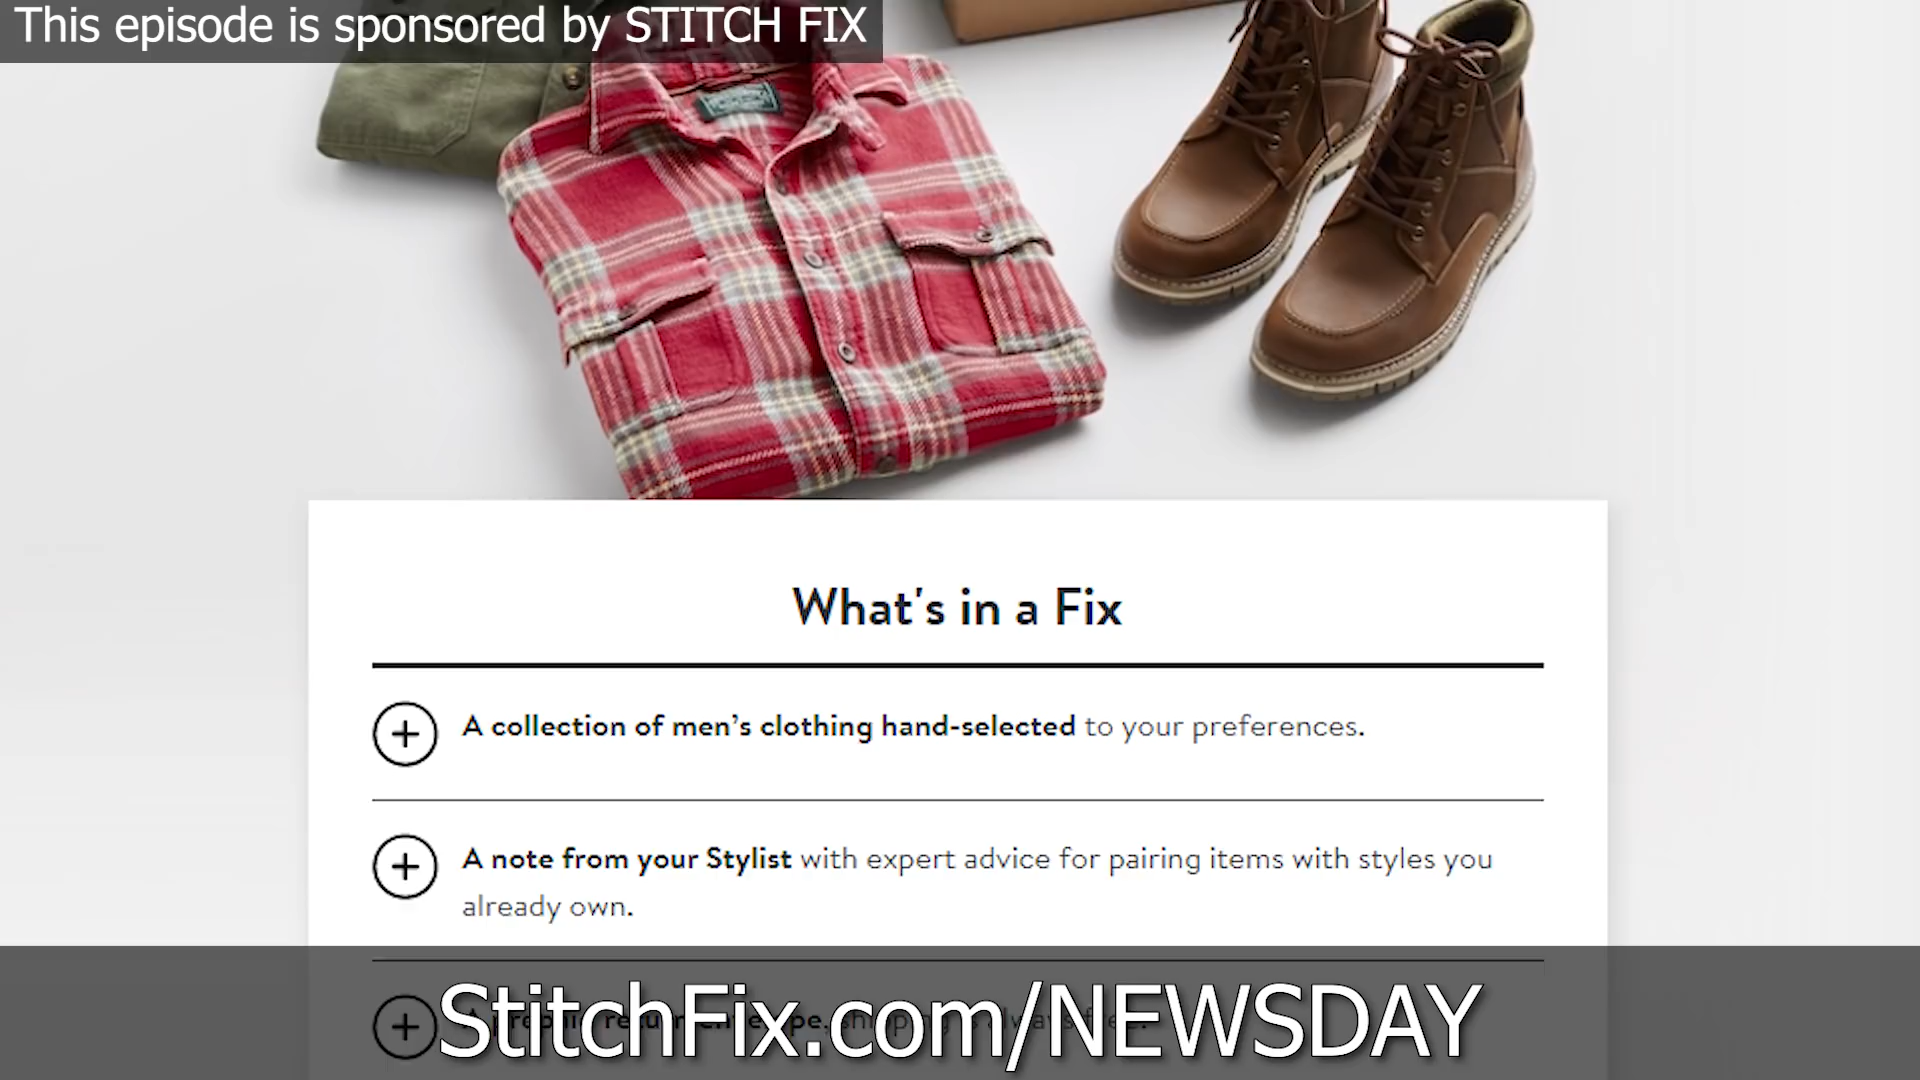 This episode is sponsored by STITCH FIX
What's in a Fix
A collection of men’s clothing hand-selected to your preferences.
A note from your Stylist with expert advice for pairing items with styles you
already own.
StitchFix.com/NEWSDAY